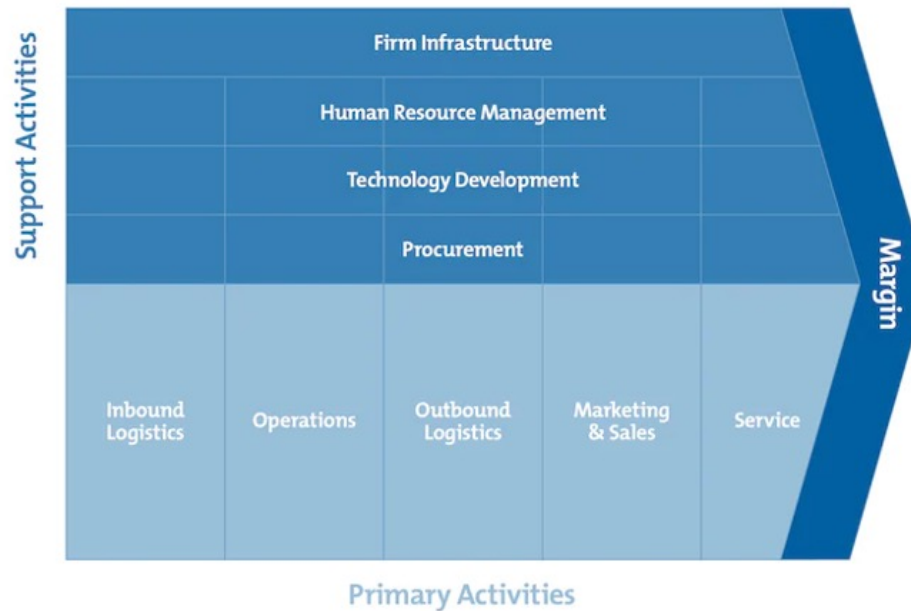 Support Activities
Firm Infrastructure
Human Resource Management
Technology Development
Procurement
Margin
Inbound
Logistics
Operations
Outbound
Logistics
Marketing
& Sales
Service
Primary Activities